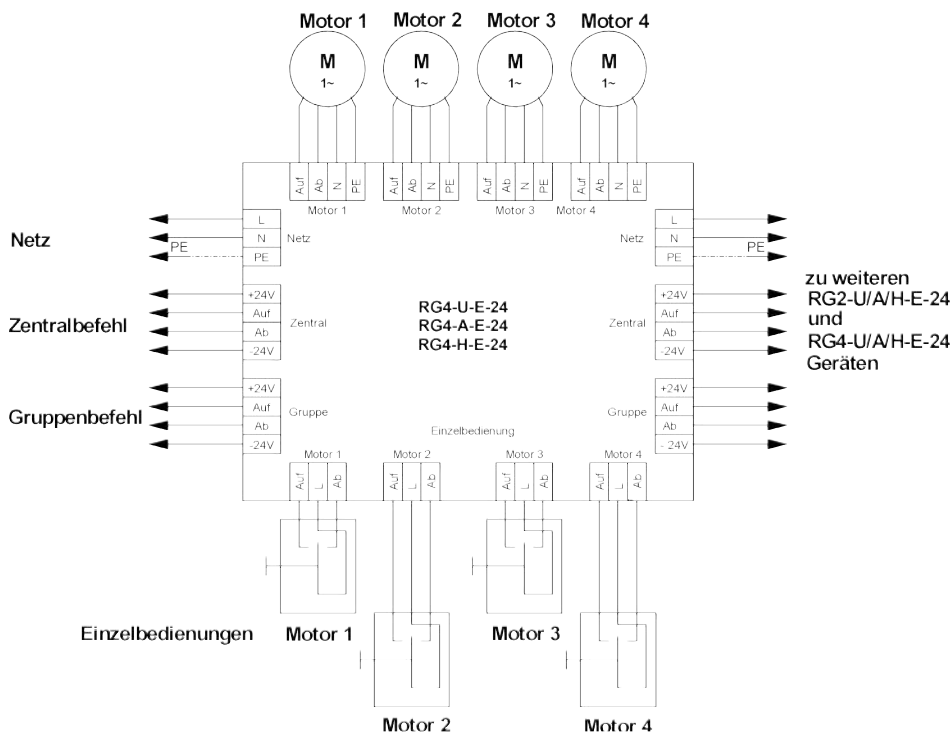 Motor 1 Motor 2 Motor 3 Motor 4
M M M M
1~ 1~ 1~ 1~
Auf Ab N PE Auf Ab N PE Auf Ab N PE Auf Ab N PE
Motor 1 Motor 2 Motor 3 Motor 4
L L
Netz N Netz Netz N
PE PE PE PE
zu weiteren
+24V +24V RG2-U/A/H-E-24
Zentralbefehl Auf Zentral RG4-U-E-24 Zentral Auf und
Ab RG4-A-E-24 Ab RG4-U/A/H-E-24
-24V RG4-H-E-24 -24V Geräten
+24V +24V
Gruppenbefehl Auf Gruppe Gruppe Auf
Ab Einzelbedienung Ab
-24V - 24V
Motor 1 Motor 2 Motor 3 Motor 4
Auf L Ab Auf L Ab Auf L Ab Auf L Ab
Einzelbedienungen Motor 1 Motor 3
Motor 2 Motor 4